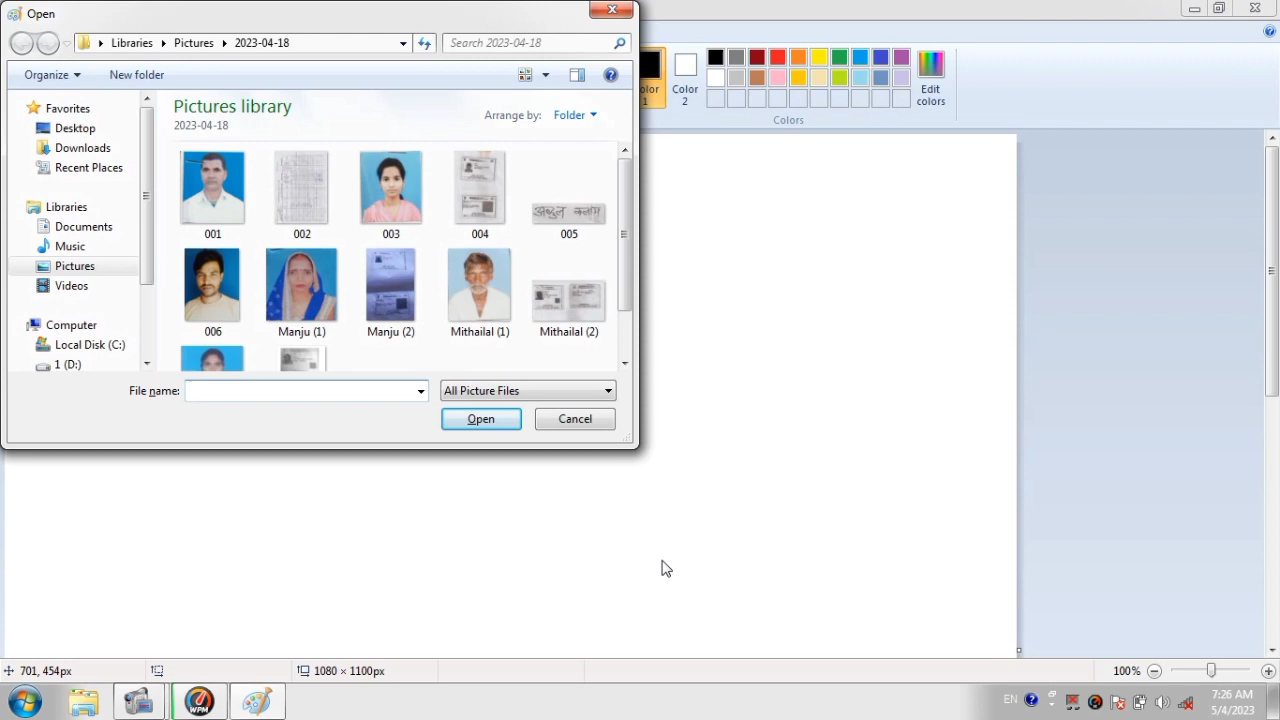 Open
Libraries Pictures 2023-04-18
Search 2023-04-18
Organize
New folder
Favorites
Desktop
Downloads
Recent Places
Libraries
Documents
Music
Pictures
Videos
Computer
Local Disk (C:)
1 (D:)
Pictures library
2023-04-18
Arrange by: Folder
001
002
003
004
005
006
Manju (1)
Manju (2)
Mithailal (1)
Mithailal (2)
File name:
All Picture Files
Open
Cancel
olor
1
Color
2
Edit
colors
Colors
701, 454px
1080 × 1100px
100%
WPM
EN
7:26 AM
5/4/2023